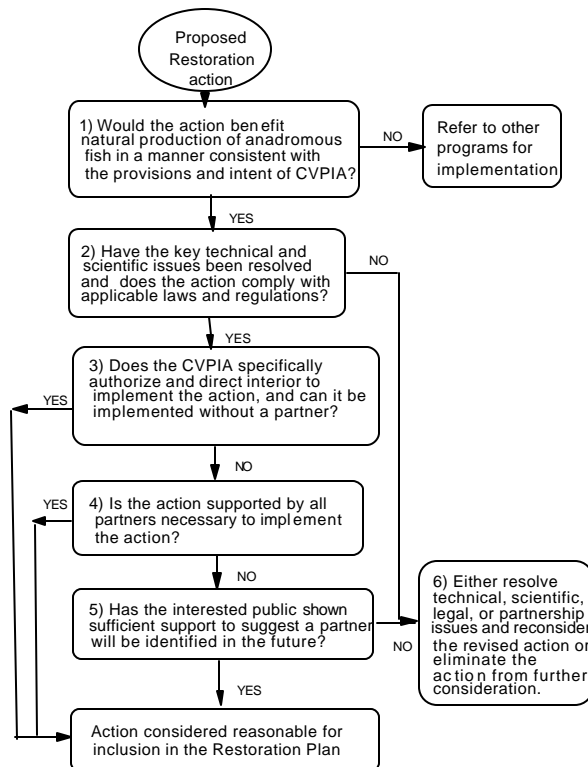 Proposed
Restoration
action
1) Would the action benefit
natural production of anadromous
fish in a manner consistent with
the provisions and intent of CVPIA?
NO
Refer to other
programs for
implementation
YES
2) Have the key technical and
scientific issues been resolved
and does the action comply with
applicable laws and regulations?
NO
YES
3) Does the CVPIA specifically
authorize and direct interior to
implement the action, and can it be
implemented without a partner?
YES
NO
4) Is the action supported by all
partners necessary to implement
the action?
YES
NO
5) Has the interested public shown
sufficient support to suggest a partner
will be identified in the future?
NO
6) Either resolve
technical, scientific,
legal, or partnership
issues and reconsider
the revised action or
eliminate the
action from further
consideration.
YES
Action considered reasonable for
inclusion in the Restoration Plan